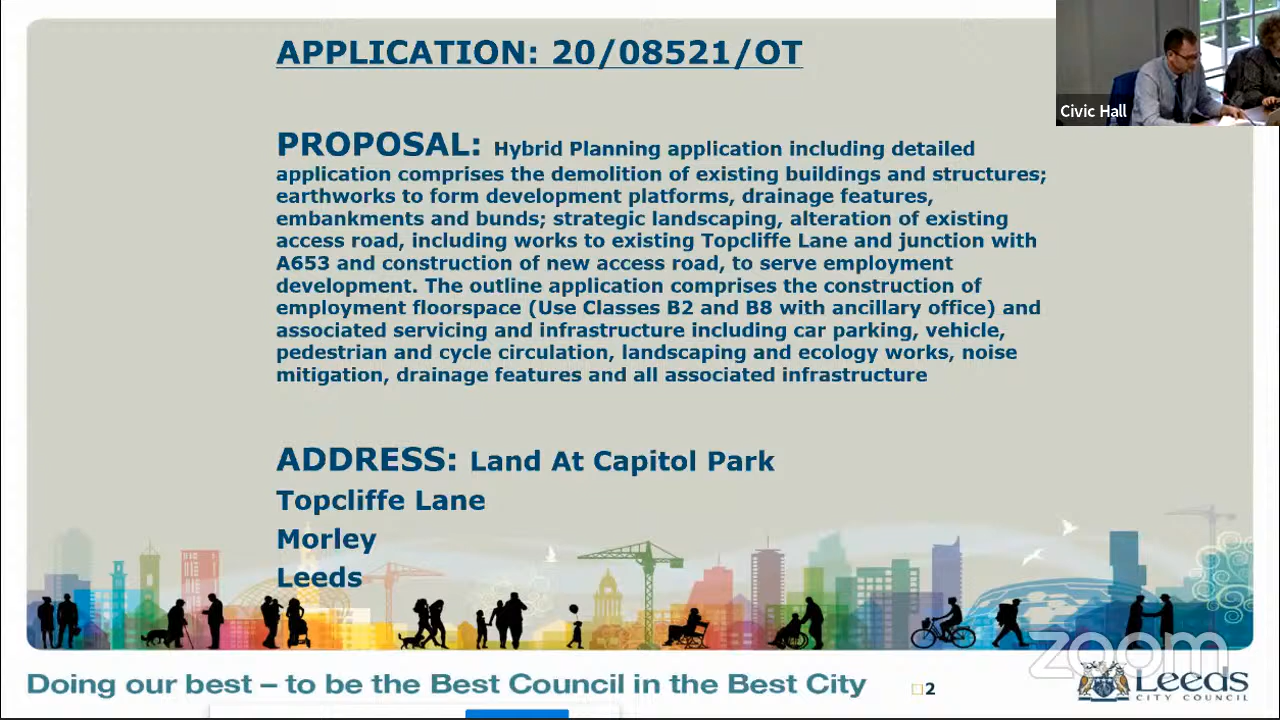 APPLICATION: 20/08521/OT
Civic Hall
PROPOSAL: Hybrid Planning application including detailed
application comprises the demolition of existing buildings and structures;
earthworks to form development platforms, drainage features,
embankments and bunds; strategic landscaping, alteration of existing
access road, including works to existing Topcliffe Lane and junction with
A653 and construction of new access road, to serve employment
development. The outline application comprises the construction of
employment floorspace (Use Classes B2 and B8 with ancillary office) and
associated servicing and infrastructure including car parking, vehicle,
pedestrian and cycle circulation, landscaping and ecology works, noise
mitigation, drainage features and all associated infrastructure
ADDRESS: Land At Capitol Park
Topcliffe Lane
Morley
Leeds
zoom
Doing our best – to be the Best Council in the Best City
2
Leeds
CITY COUNCIL